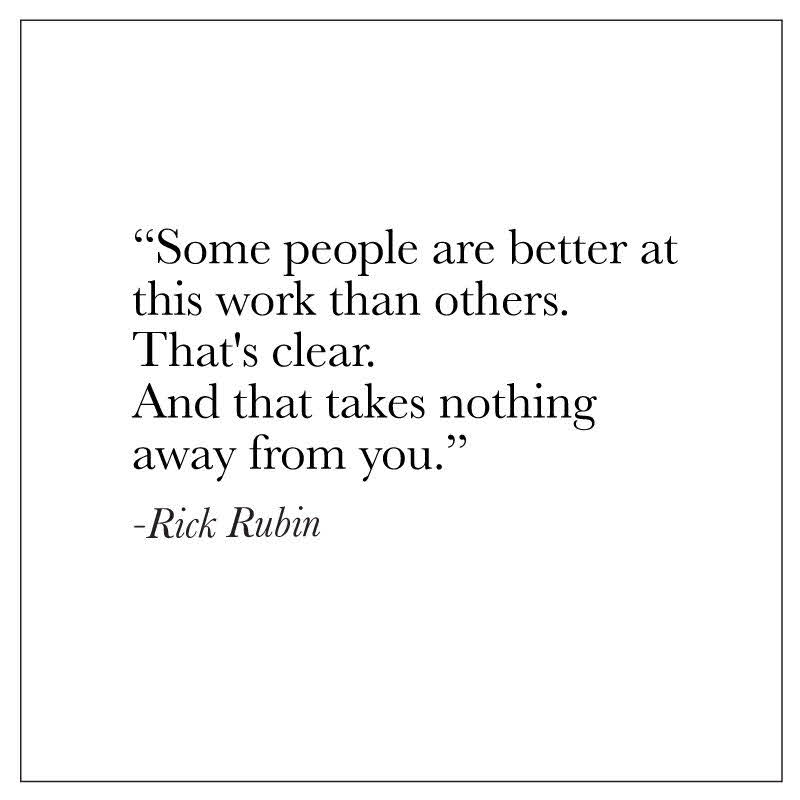 “Some people are better at
this work than others.
That's clear.
And that takes nothing
away from you.”
-Rick Rubin